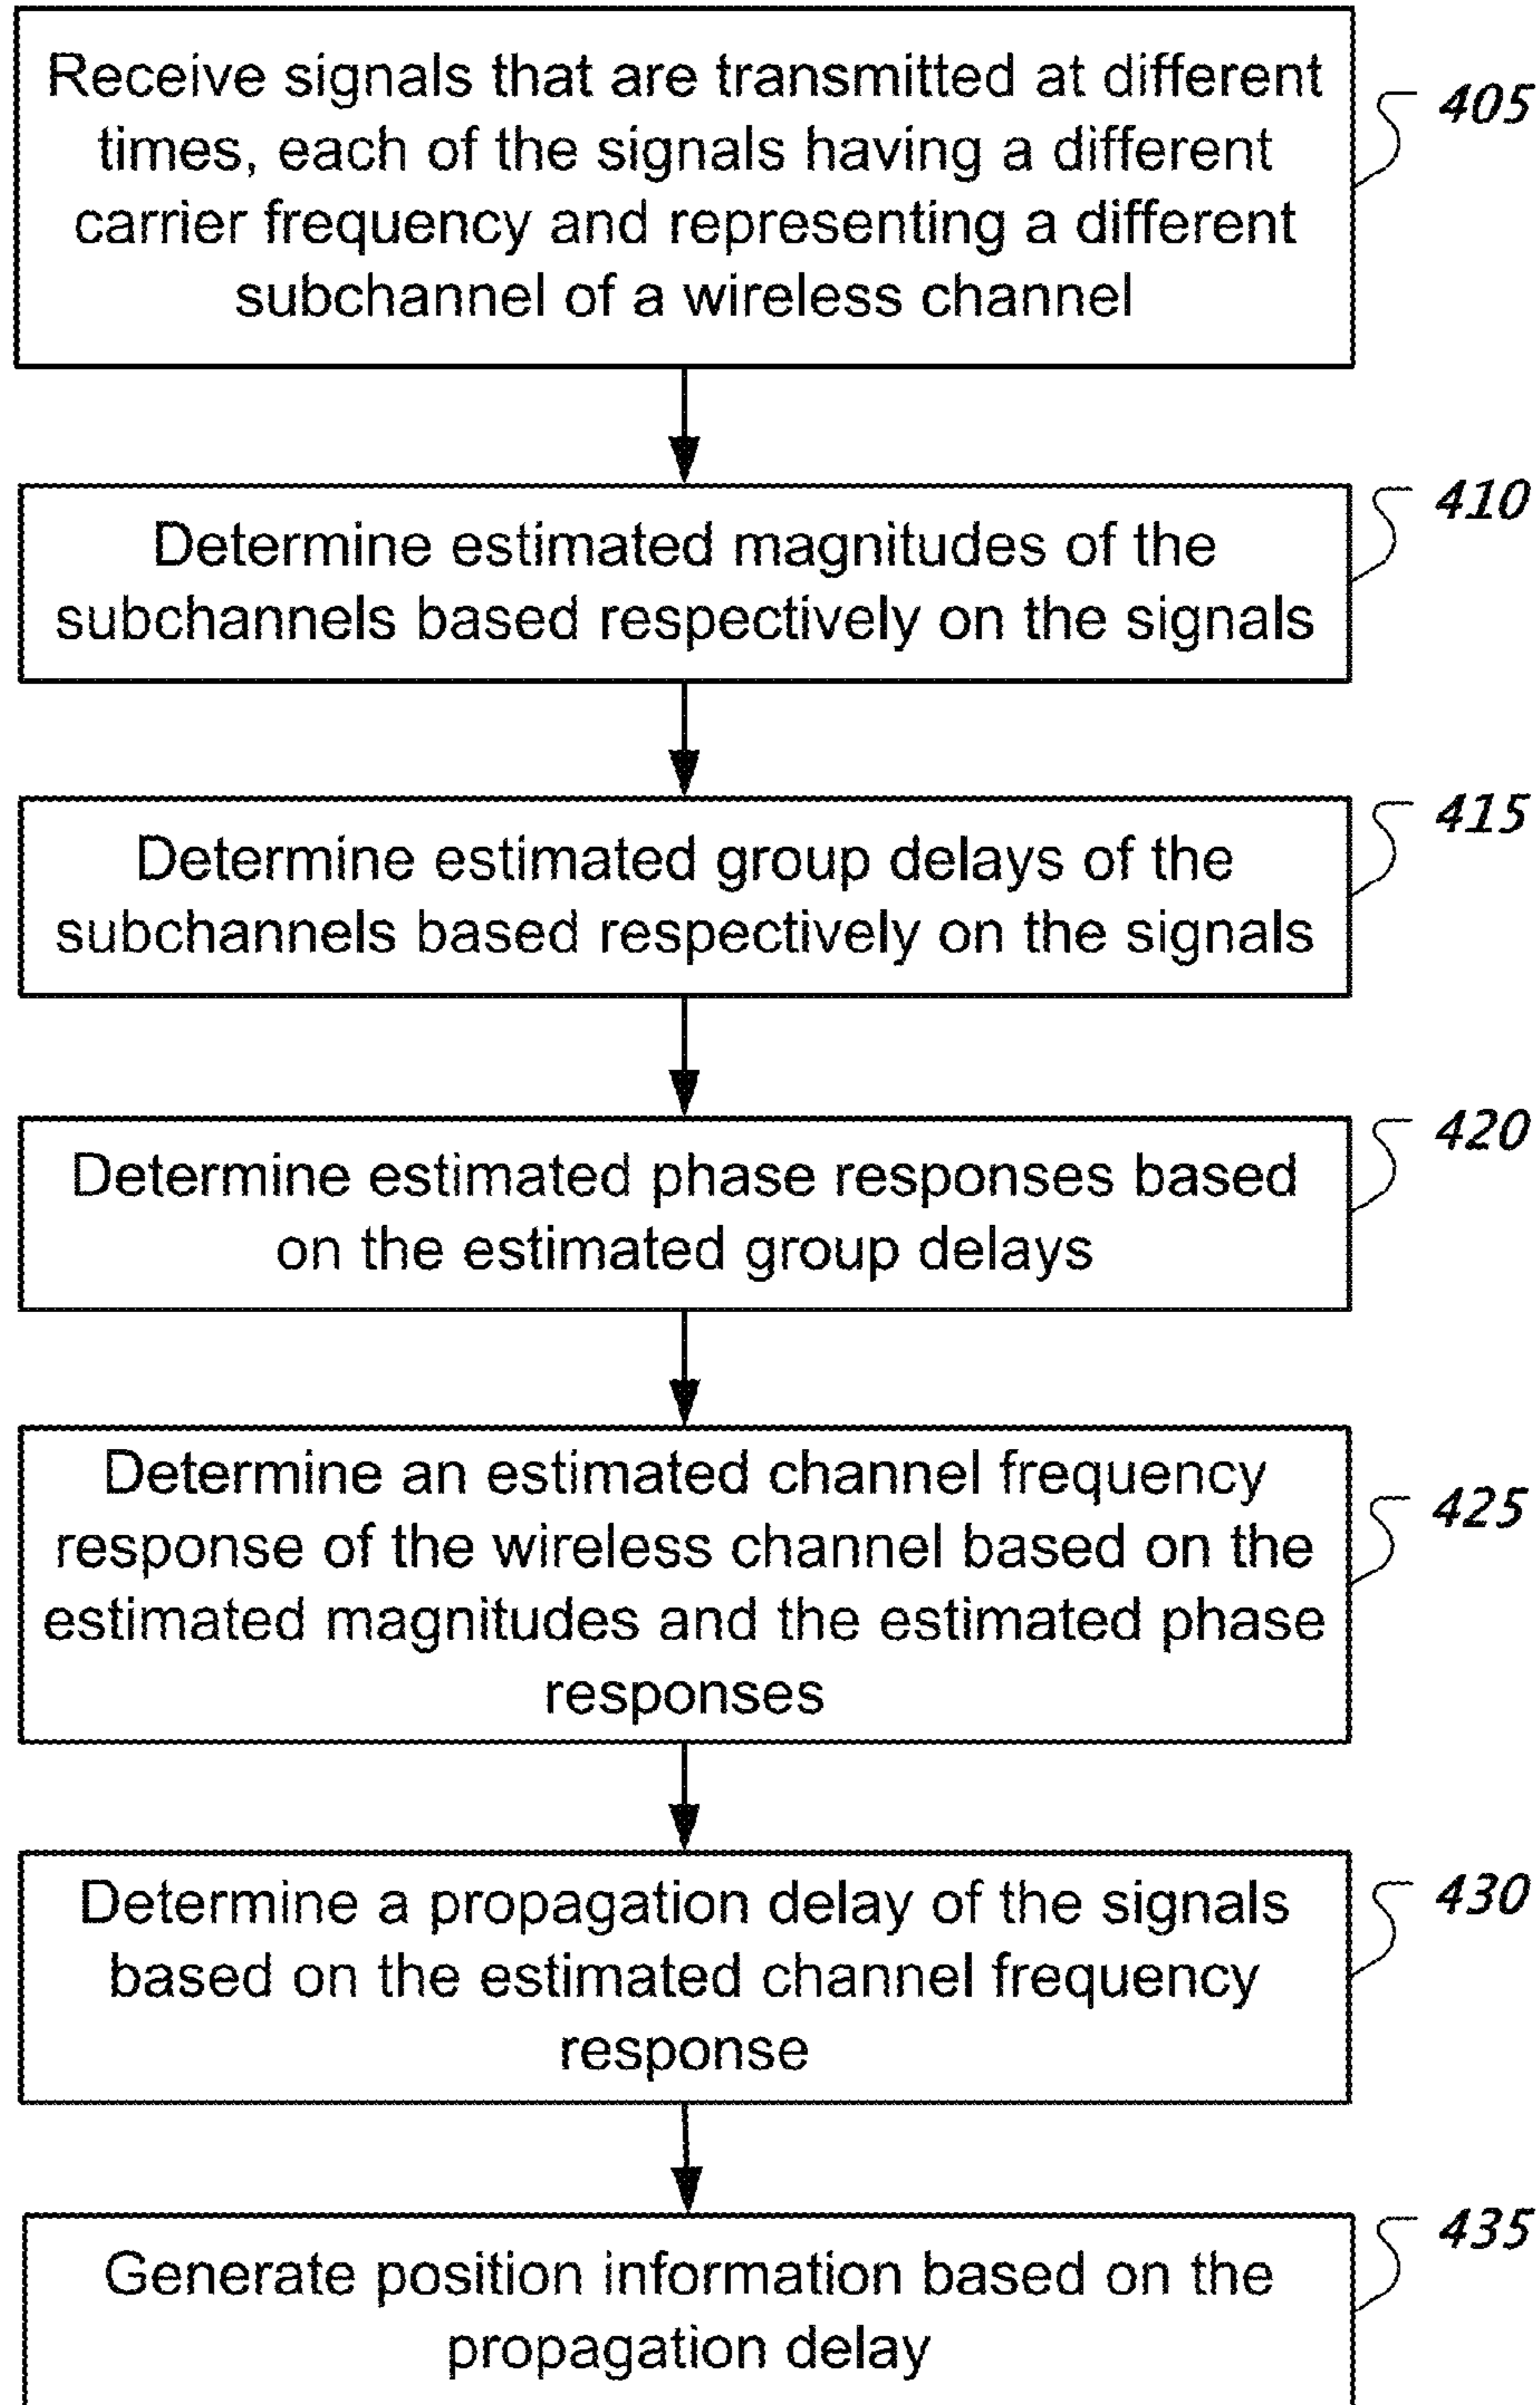 Receive signals that are transmitted at different
times, each of the signals having a different
carrier frequency and representing a different
subchannel of a wireless channel
405
Determine estimated magnitudes of the
subchannels based respectively on the signals
410
Determine estimated group delays of the
subchannels based respectively on the signals
415
Determine estimated phase responses based
on the estimated group delays
420
Determine an estimated channel frequency
response of the wireless channel based on the
estimated magnitudes and the estimated phase
responses
425
Determine a propagation delay of the signals
based on the estimated channel frequency
response
430
Generate position information based on the
propagation delay
435